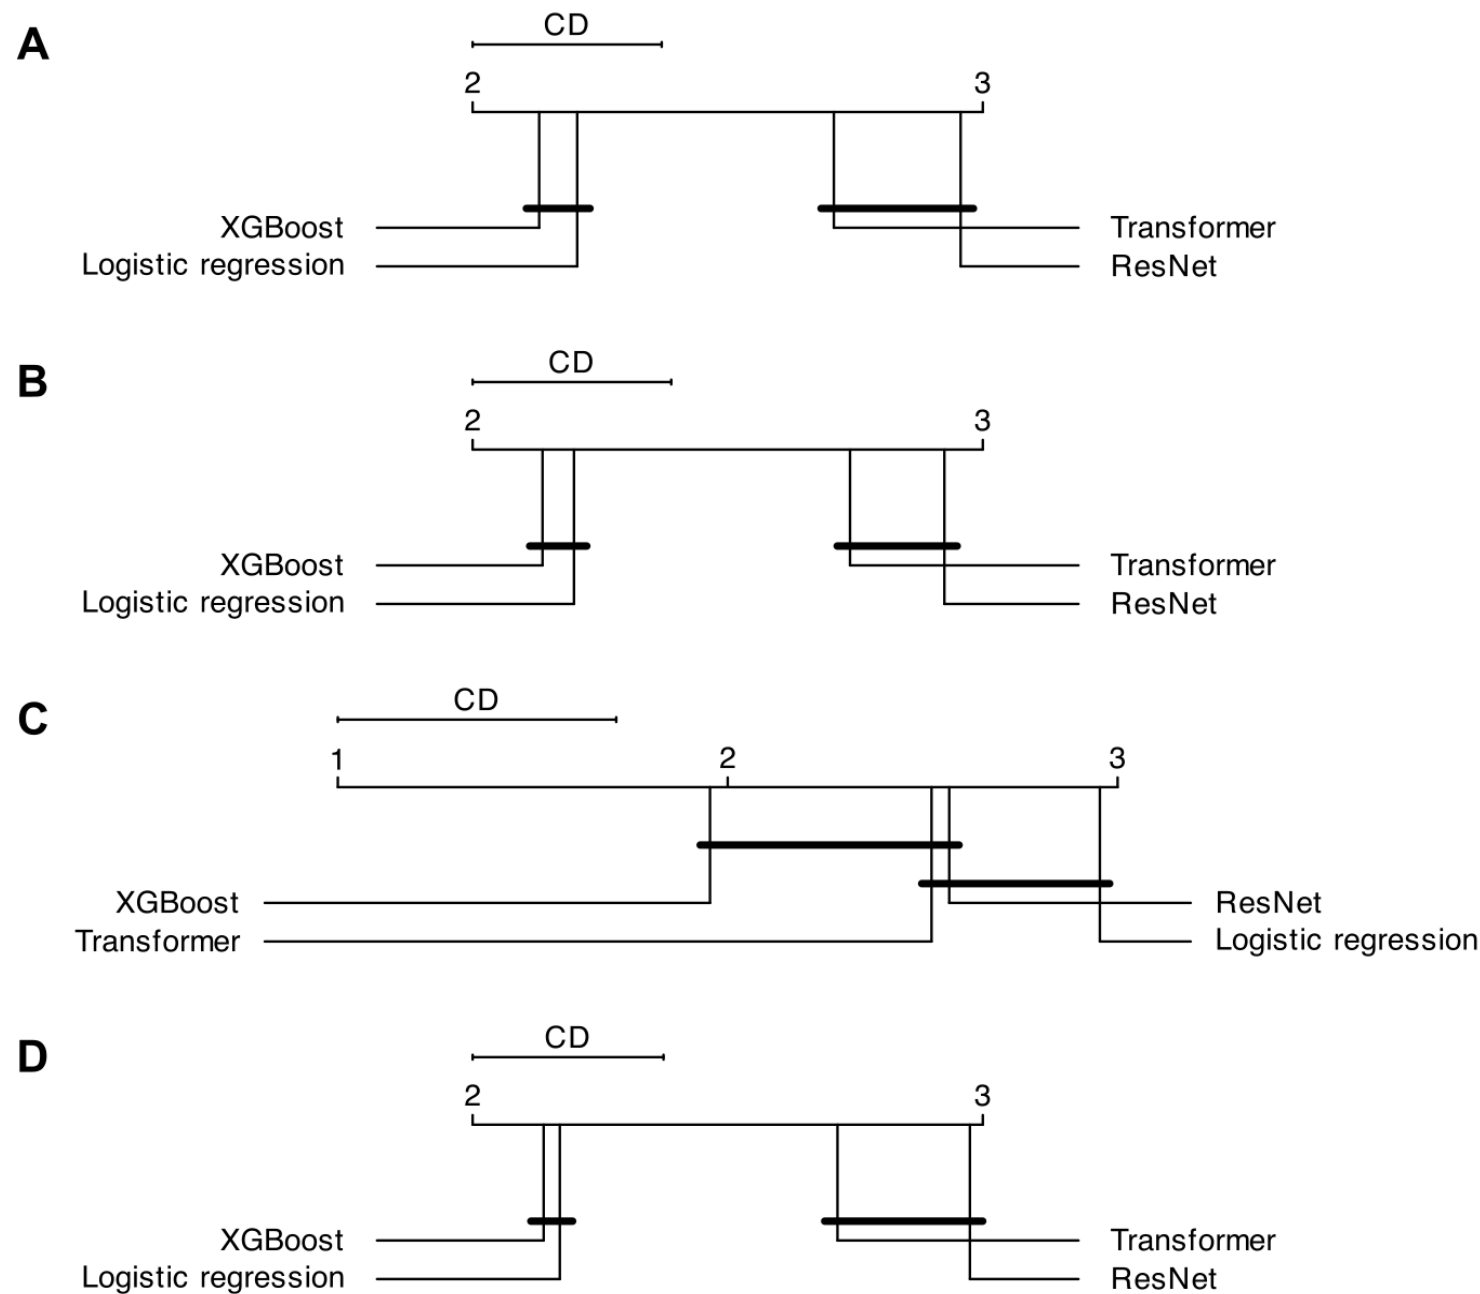 A
CD
2 3
XGBoost Transformer
Logistic regression ResNet
B
CD
2 3
XGBoost Transformer
Logistic regression ResNet
C
CD
1 2 3
XGBoost ResNet
Transformer Logistic regression
D
CD
2 3
XGBoost Transformer
Logistic regression ResNet